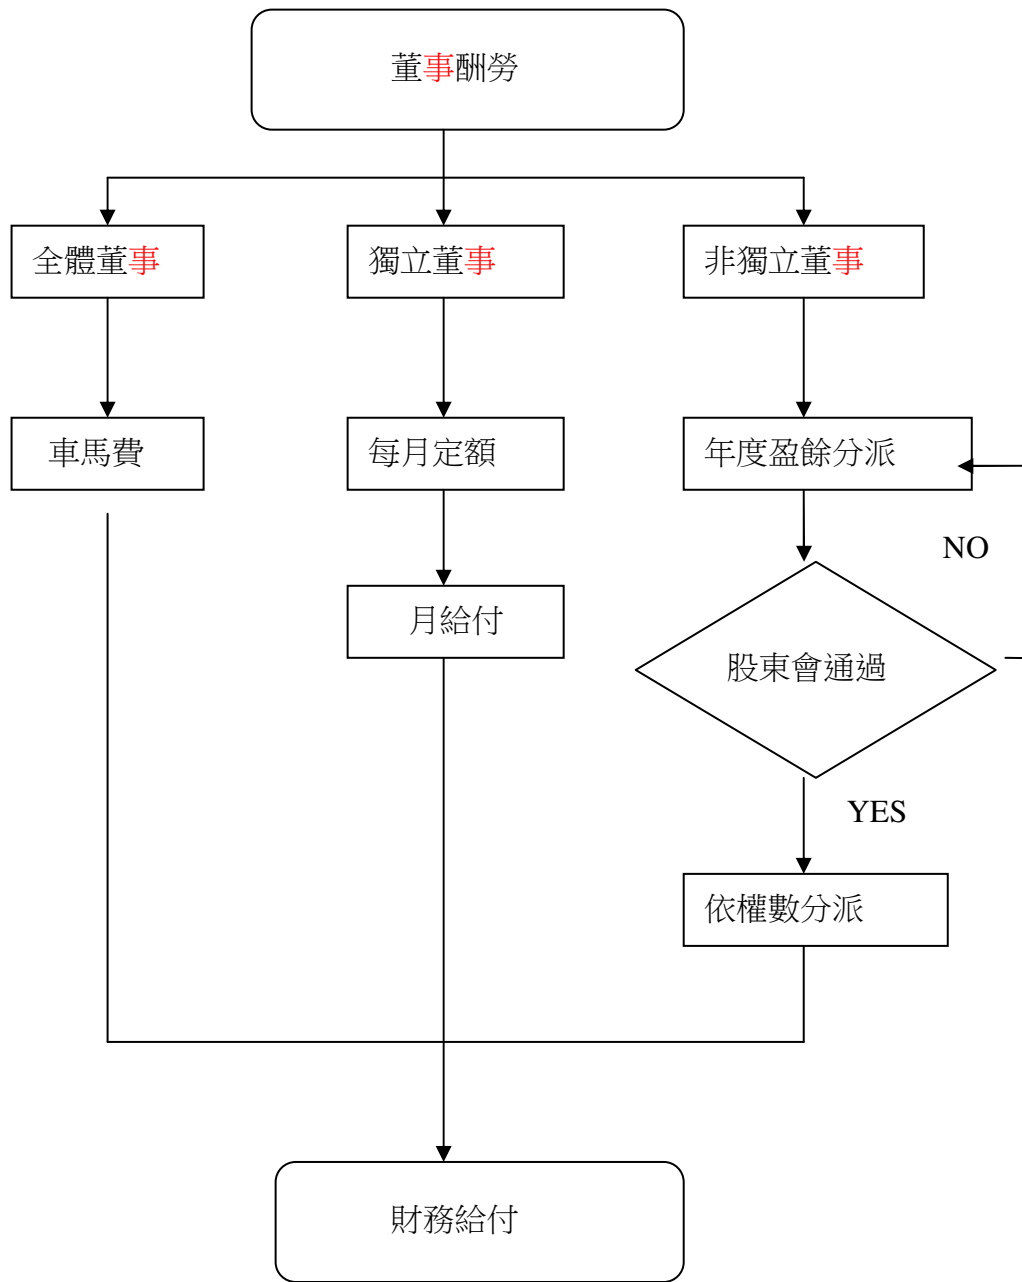 董事酬勞
全體董事
獨立董事
非獨立董事
車馬費
每月定額
年度盈餘分派
NO
月給付
股東會通過
YES
依權數分派
財務給付